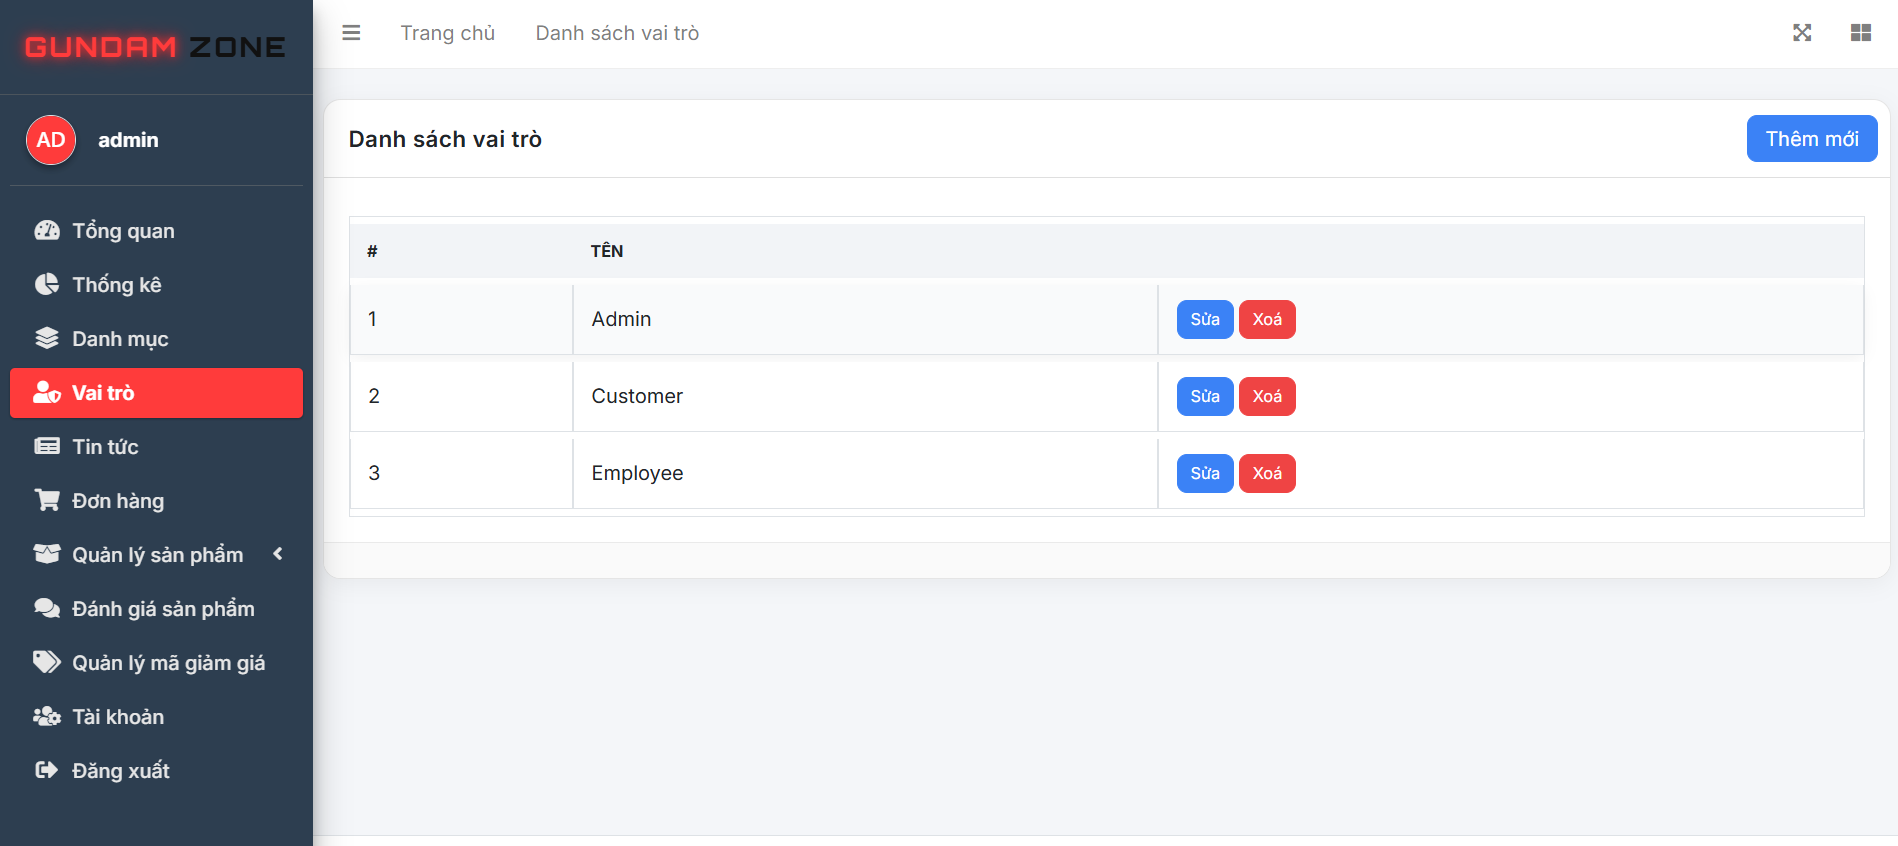 GUNDAM ZONE
Trang chủ Danh sách vai trò
AD admin
Tổng quan
Thống kê
Danh mục
Vai trò
Tin tức
Đơn hàng
Quản lý sản phẩm
Đánh giá sản phẩm
Quản lý mã giảm giá
Tài khoản
Đăng xuất
Danh sách vai trò Thêm mới
# TÊN
1 Admin Sửa Xoá
2 Customer Sửa Xoá
3 Employee Sửa Xoá